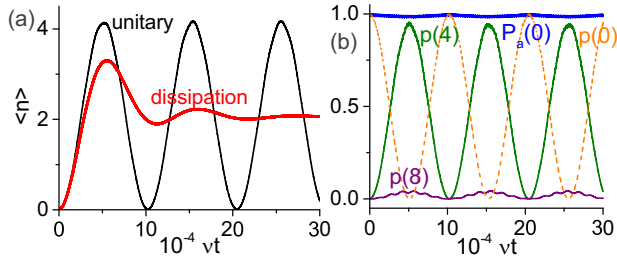 (a)
unitary
dissipation
<n>
4
2
0
0 10 20 30
10⁻⁴ νt
(b)
1.0
0.5
0.0
p(4)
Pₐ(0)
p(0)
p(8)
0 10 20 30
10⁻⁴ νt